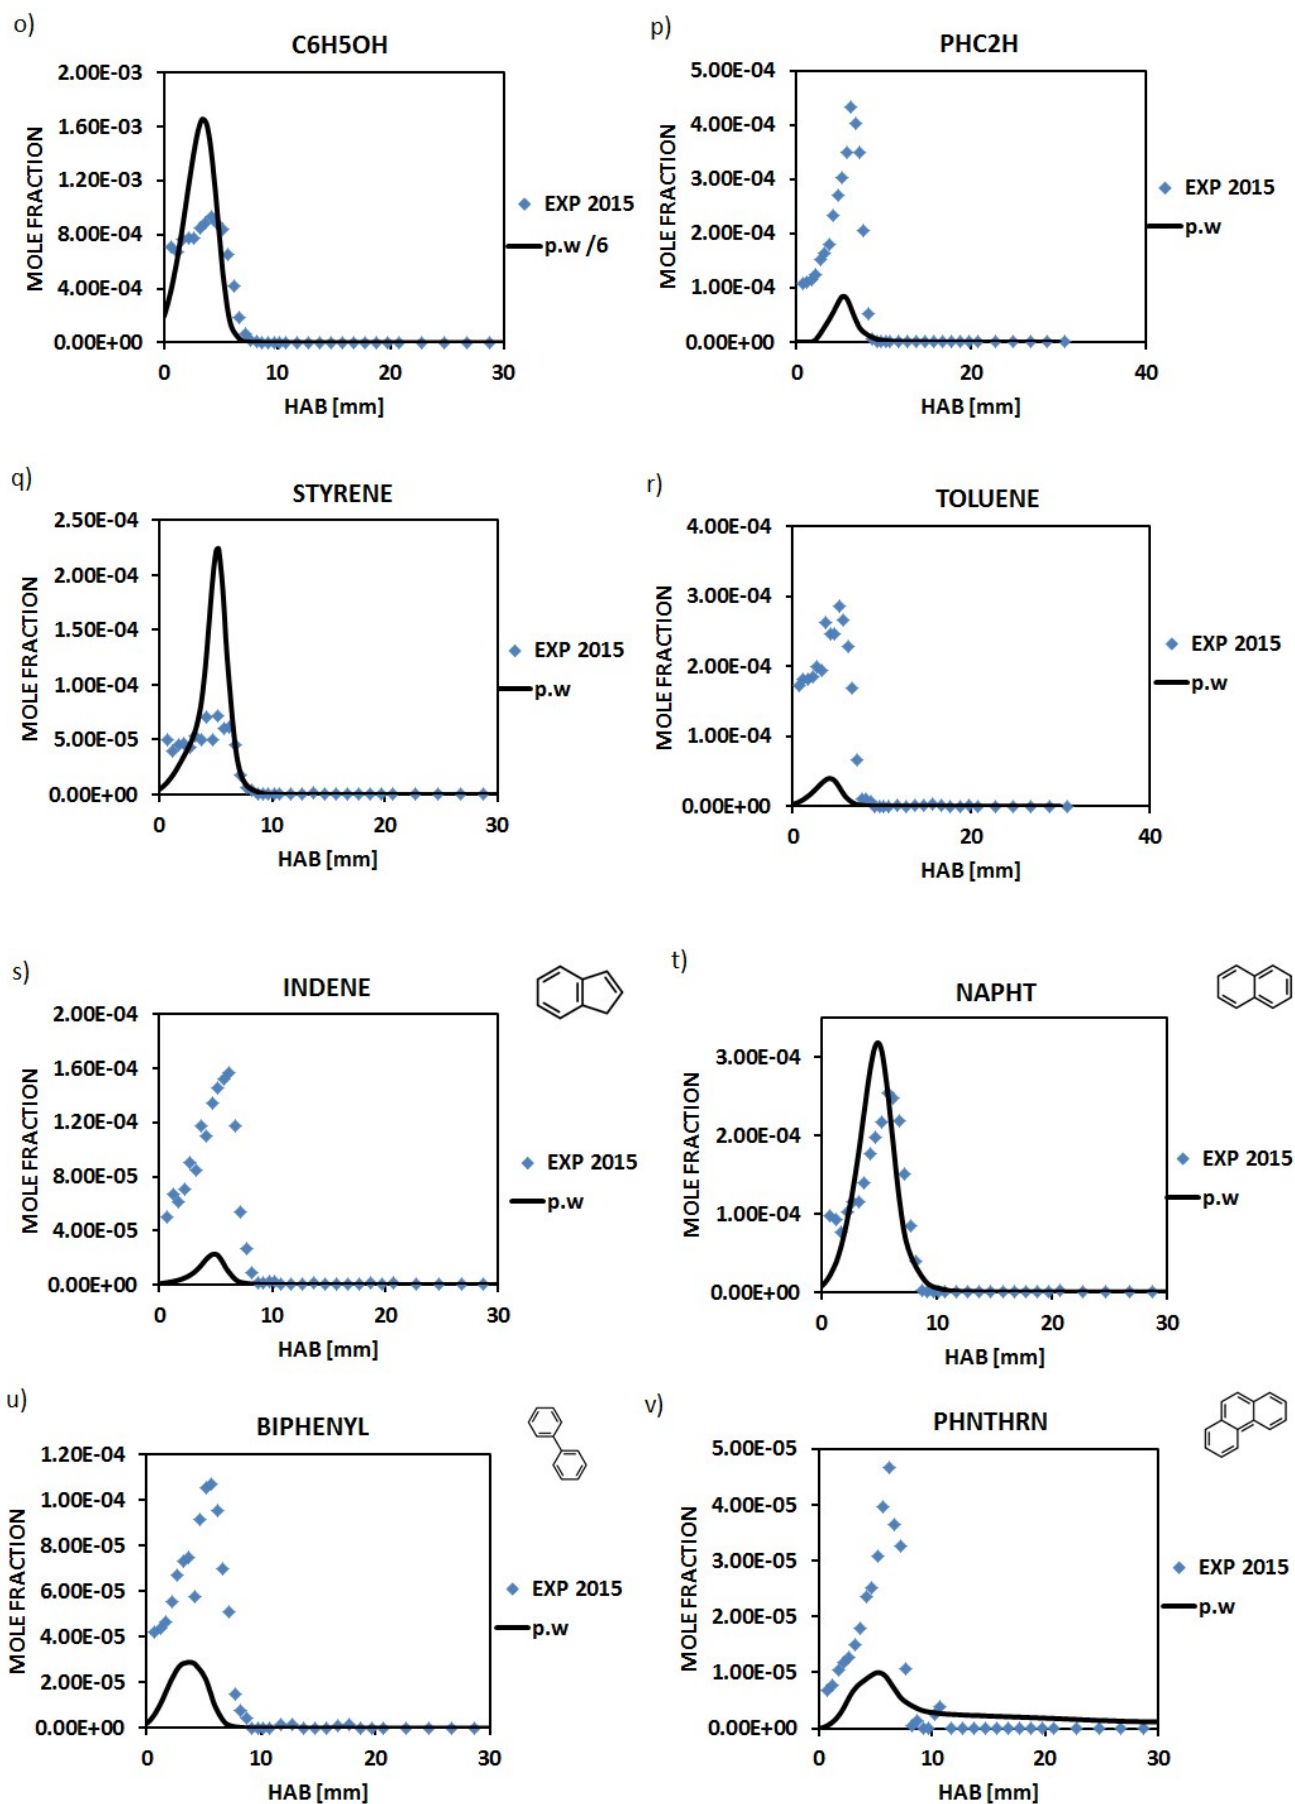 o)
C6H5OH
2.00E-03
1.60E-03
1.20E-03
8.00E-04
4.00E-04
0.00E+00
MOLE FRACTION
0 10 20 30
HAB [mm]
EXP 2015
p.w /6
p)
PHC2H
5.00E-04
4.00E-04
3.00E-04
2.00E-04
1.00E-04
0.00E+00
MOLE FRACTION
0 20 40
HAB [mm]
EXP 2015
p.w
q)
STYRENE
2.50E-04
2.00E-04
1.50E-04
1.00E-04
5.00E-05
0.00E+00
MOLE FRACTION
0 10 20 30
HAB [mm]
EXP 2015
p.w
r)
TOLUENE
4.00E-04
3.00E-04
2.00E-04
1.00E-04
0.00E+00
MOLE FRACTION
0 20 40
HAB [mm]
EXP 2015
p.w
s)
INDENE
2.00E-04
1.60E-04
1.20E-04
8.00E-05
4.00E-05
0.00E+00
MOLE FRACTION
0 10 20 30
HAB [mm]
EXP 2015
p.w
t)
NAPHT
3.00E-04
2.00E-04
1.00E-04
0.00E+00
MOLE FRACTION
0 10 20 30
HAB [mm]
EXP 2015
p.w
u)
BIPHENYL
1.20E-04
1.00E-04
8.00E-05
6.00E-05
4.00E-05
2.00E-05
0.00E+00
MOLE FRACTION
0 10 20 30
HAB [mm]
EXP 2015
p.w
v)
PHNTHRN
5.00E-05
4.00E-05
3.00E-05
2.00E-05
1.00E-05
0.00E+00
MOLE FRACTION
0 10 20 30
HAB [mm]
EXP 2015
p.w